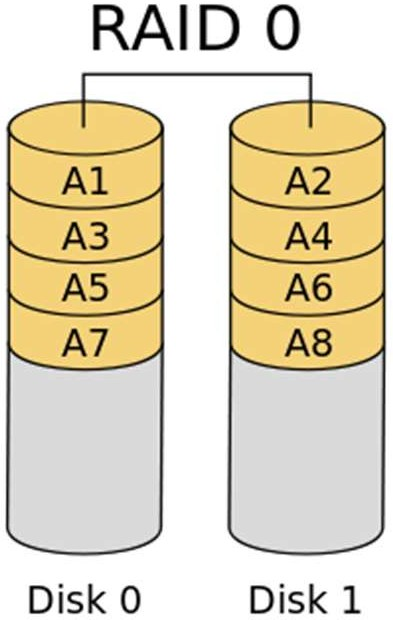 RAID 0
A1 A2
A3 A4
A5 A6
A7 A8
Disk 0 Disk 1